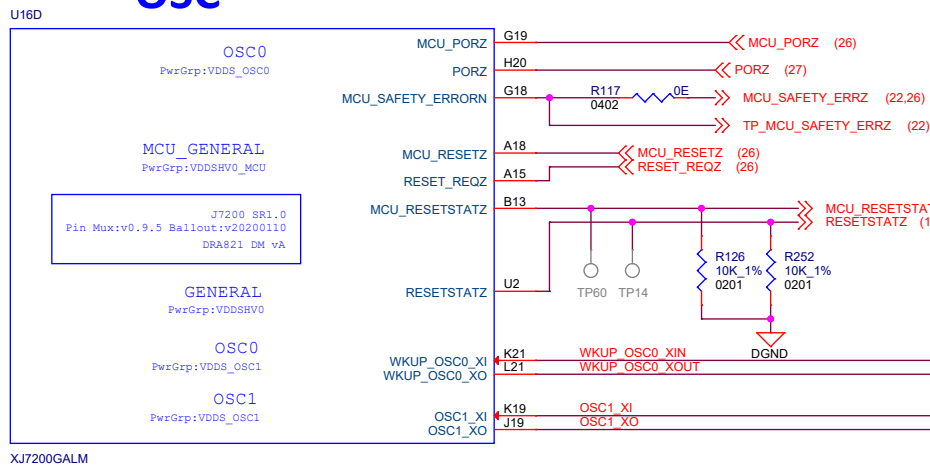 OSC
U16D
OSC0
PwrGrp:VDDS_OSC0
MCU_GENERAL
PwrGrp:VDDSHV0_MCU
J7200 SR1.0
Pin Mux:v0.9.5 Ballout:v20200110
DRA821 DM vA
GENERAL
PwrGrp:VDDSHV0
OSC0
PwrGrp:VDDS_OSC1
OSC1
PwrGrp:VDDS_OSC1
MCU_PORZ G19 MCU_PORZ (26)
PORZ H20 PORZ (27)
MCU_SAFETY_ERRORN G18 R117 0E MCU_SAFETY_ERRZ (22,26)
0402
TP_MCU_SAFETY_ERRZ (22)
MCU_RESETZ A18 MCU_RESETZ (26)
RESET_REQZ A15 RESET_REQZ (26)
MCU_RESETSTATZ B13 MCU_RESETSTAT
RESETSTATZ (1
R126 R252
10K_1% 10K_1%
0201 0201
TP60 TP14
RESETSTATZ U2
DGND
WKUP_OSC0_XI K21 WKUP_OSC0_XIN
WKUP_OSC0_XO L21 WKUP_OSC0_XOUT
OSC1_XI K19 OSC1_XI
OSC1_XO J19 OSC1_XO
XJ7200GALM